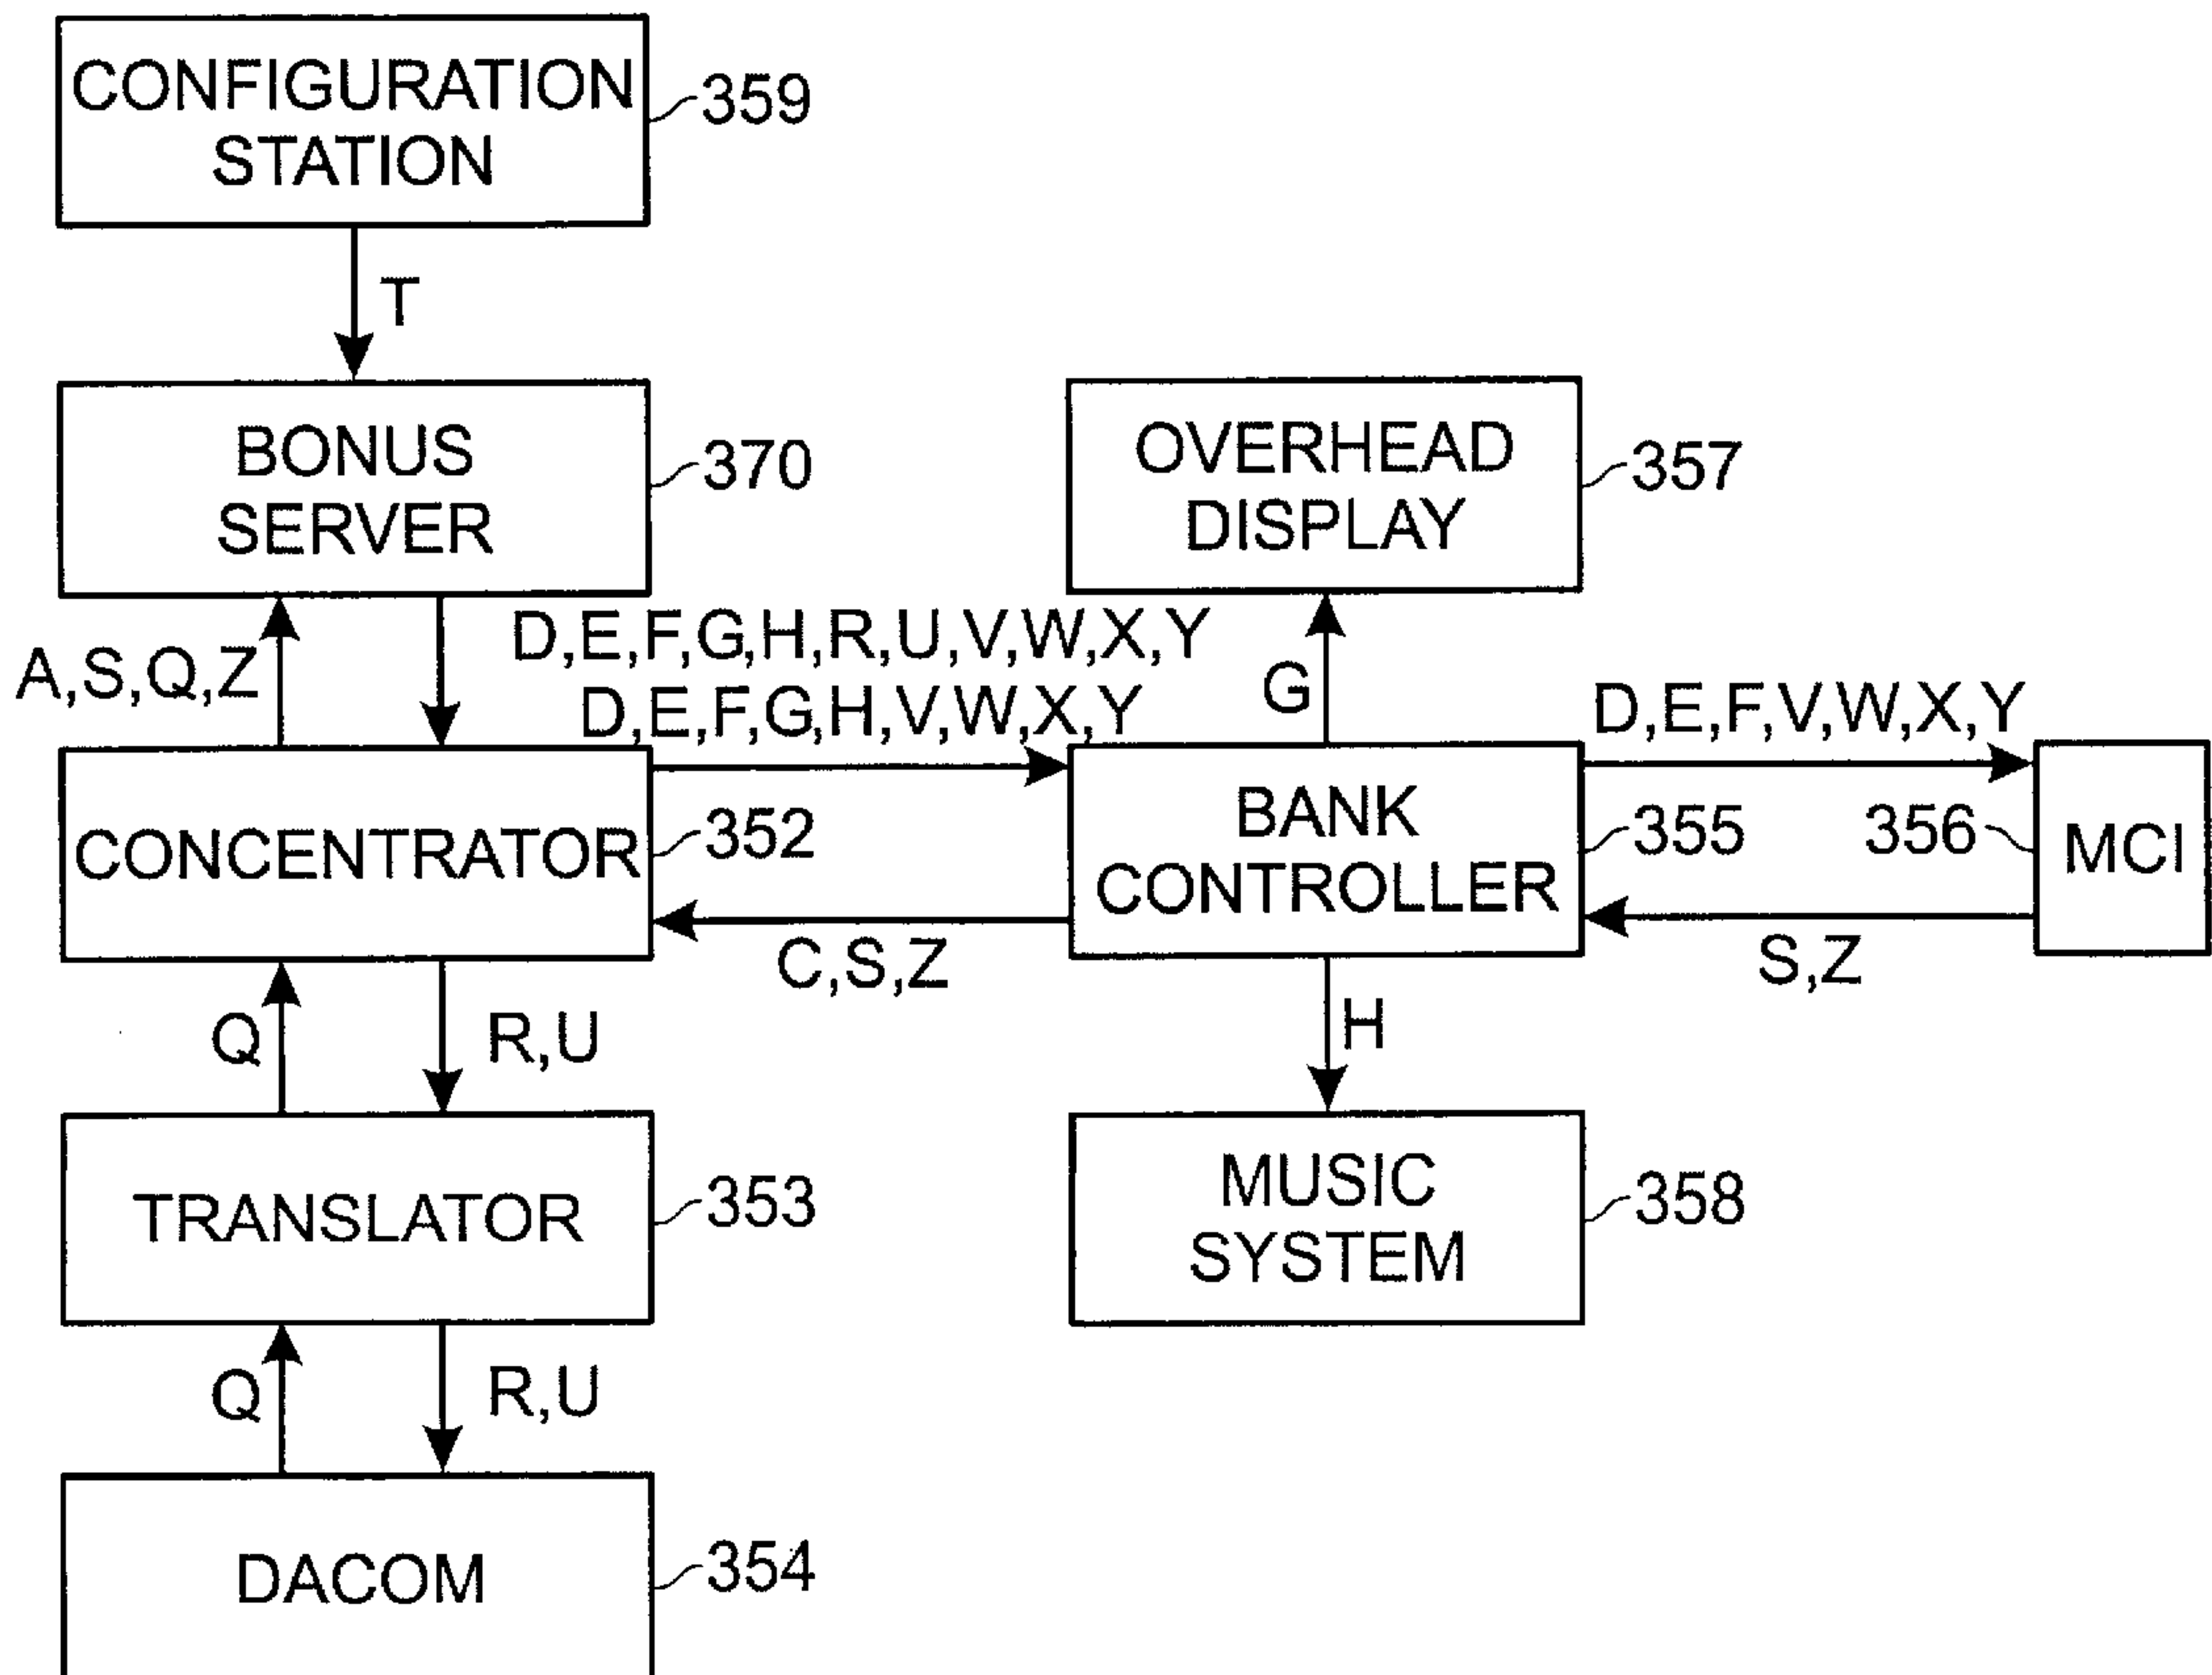 CONFIGURATION
STATION
359
T
BONUS
SERVER
370
OVERHEAD
DISPLAY
357
A,S,Q,Z
D,E,F,G,H,R,U,V,W,X,Y
D,E,F,G,H,V,W,X,Y
G
D,E,F,V,W,X,Y
CONCENTRATOR
352
BANK
CONTROLLER
355
356
MCI
C,S,Z
S,Z
Q
R,U
H
TRANSLATOR
353
MUSIC
SYSTEM
358
Q
R,U
DACOM
354